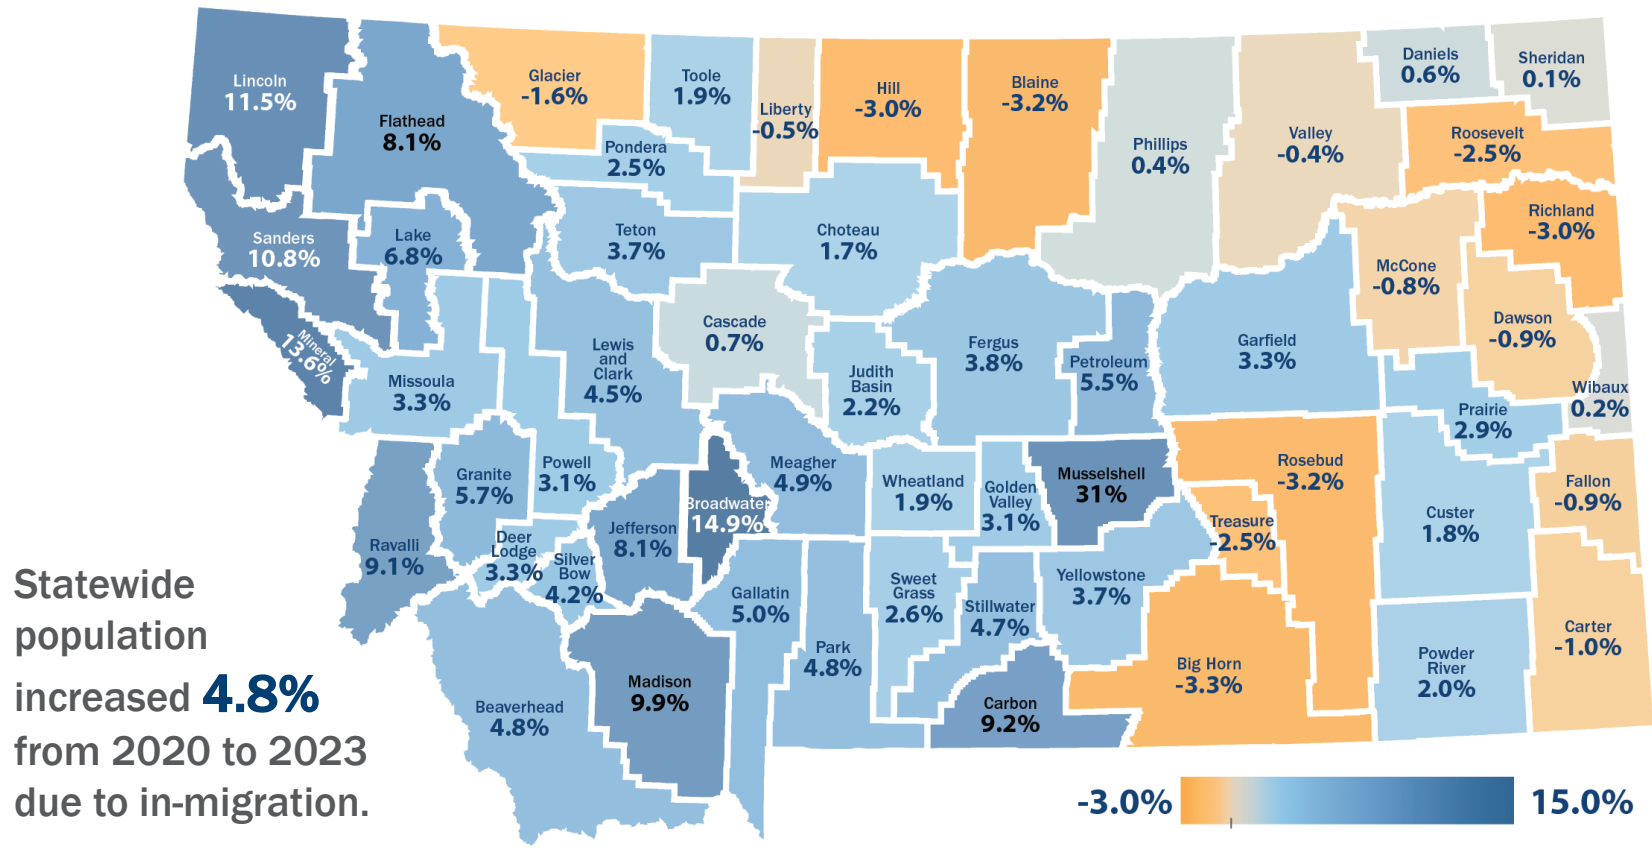 Lincoln
11.5%
Flathead
8.1%
Glacier
-1.6%
Toole
1.9%
Liberty
-0.5%
Hill
-3.0%
Blaine
-3.2%
Phillips
0.4%
Valley
-0.4%
Daniels
0.6%
Sheridan
0.1%
Roosevelt
-2.5%
Pondera
2.5%
Sanders
10.8%
Lake
6.8%
Teton
3.7%
Choteau
1.7%
Richland
-3.0%
McCone
-0.8%
Dawson
-0.9%
Mineral
13.6%
Missoula
3.3%
Lewis
and
Clark
4.5%
Cascade
0.7%
Judith
Basin
2.2%
Fergus
3.8%
Petroleum
5.5%
Garfield
3.3%
Prairie
2.9%
Wibaux
0.2%
Granite
5.7%
Powell
3.1%
Meagher
4.9%
Wheatland
1.9%
Golden
Valley
3.1%
Musselshell
31%
Rosebud
-3.2%
Treasure
-2.5%
Custer
1.8%
Fallon
-0.9%
Ravalli
9.1%
Deer
Lodge
3.3%
Silver
Bow
4.2%
Jefferson
8.1%
Broadwater
14.9%
Gallatin
5.0%
Park
4.8%
Sweet
Grass
2.6%
Stillwater
4.7%
Yellowstone
3.7%
Big Horn
-3.3%
Powder
River
2.0%
Carter
-1.0%
Beaverhead
4.8%
Madison
9.9%
Carbon
9.2%
Statewide
population
increased 4.8%
from 2020 to 2023
due to in-migration.
-3.0% 15.0%